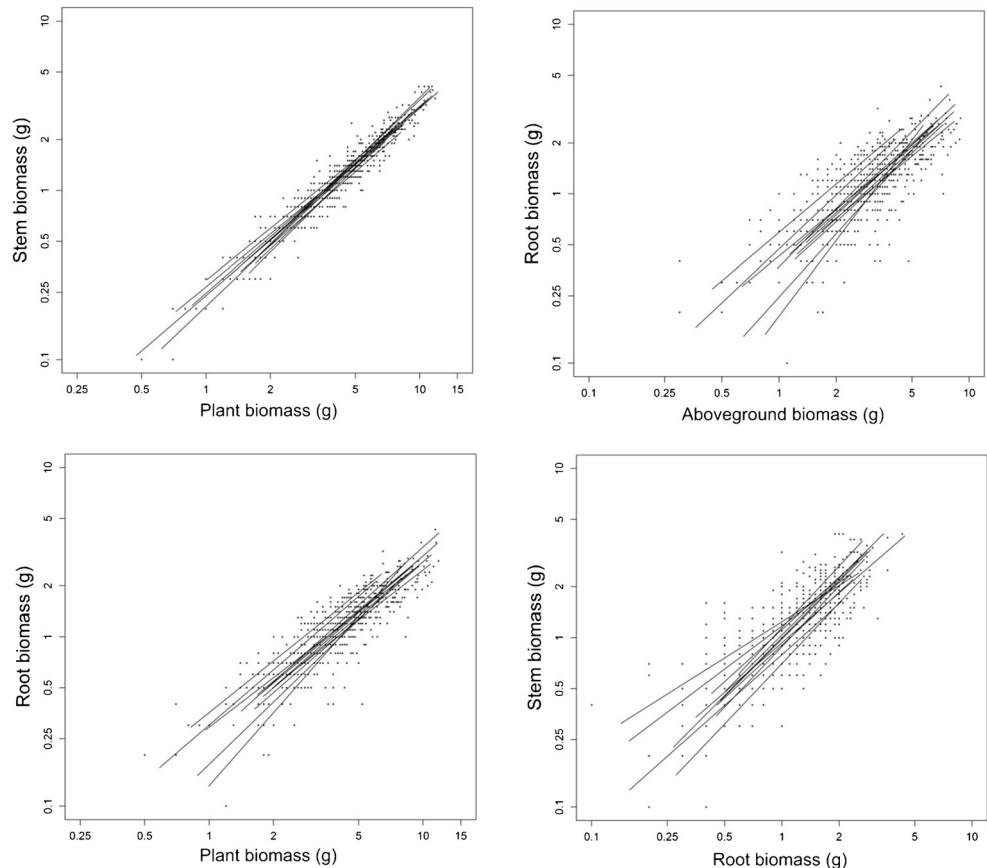 Stem biomass (g)
10
5
2
1
0.5
0.25
0.1
0.25 0.5 1 2 5 10 15
Plant biomass (g)
Root biomass (g)
10
5
2
1
0.5
0.25
0.1
0.1 0.25 0.5 1 2 5 10
Aboveground biomass (g)
Root biomass (g)
10
5
2
1
0.5
0.25
0.1
0.25 0.5 1 2 5 10 15
Plant biomass (g)
Stem biomass (g)
10
5
2
1
0.5
0.25
0.1
0.1 0.25 0.5 1 2 5 10
Root biomass (g)